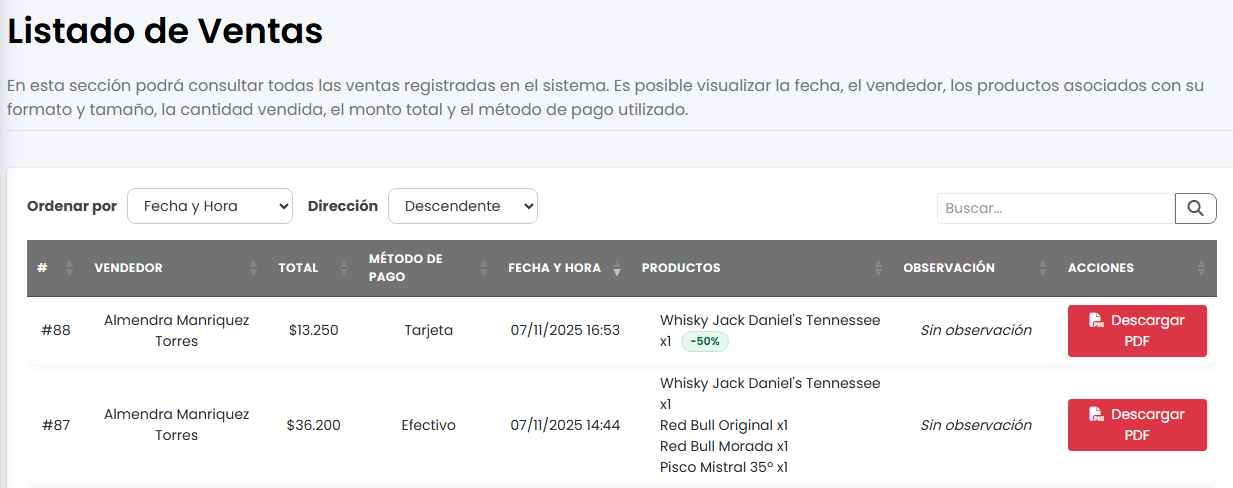 Listado de Ventas
En esta sección podrá consultar todas las ventas registradas en el sistema. Es posible visualizar la fecha, el vendedor, los productos asociados con su
formato y tamaño, la cantidad vendida, el monto total y el método de pago utilizado.
Ordenar por Fecha y Hora Dirección Descendente Buscar...
# VENDEDOR TOTAL MÉTODO DE PAGO FECHA Y HORA PRODUCTOS OBSERVACIÓN ACCIONES
#88 Almendra Manriquez Torres $13.250 Tarjeta 07/11/2025 16:53 Whisky Jack Daniel's Tennessee x1 -50% Sin observación Descargar PDF
#87 Almendra Manriquez Torres $36.200 Efectivo 07/11/2025 14:44 Whisky Jack Daniel's Tennessee x1
Red Bull Original x1
Red Bull Morada x1
Pisco Mistral 35° x1
Sin observación Descargar PDF